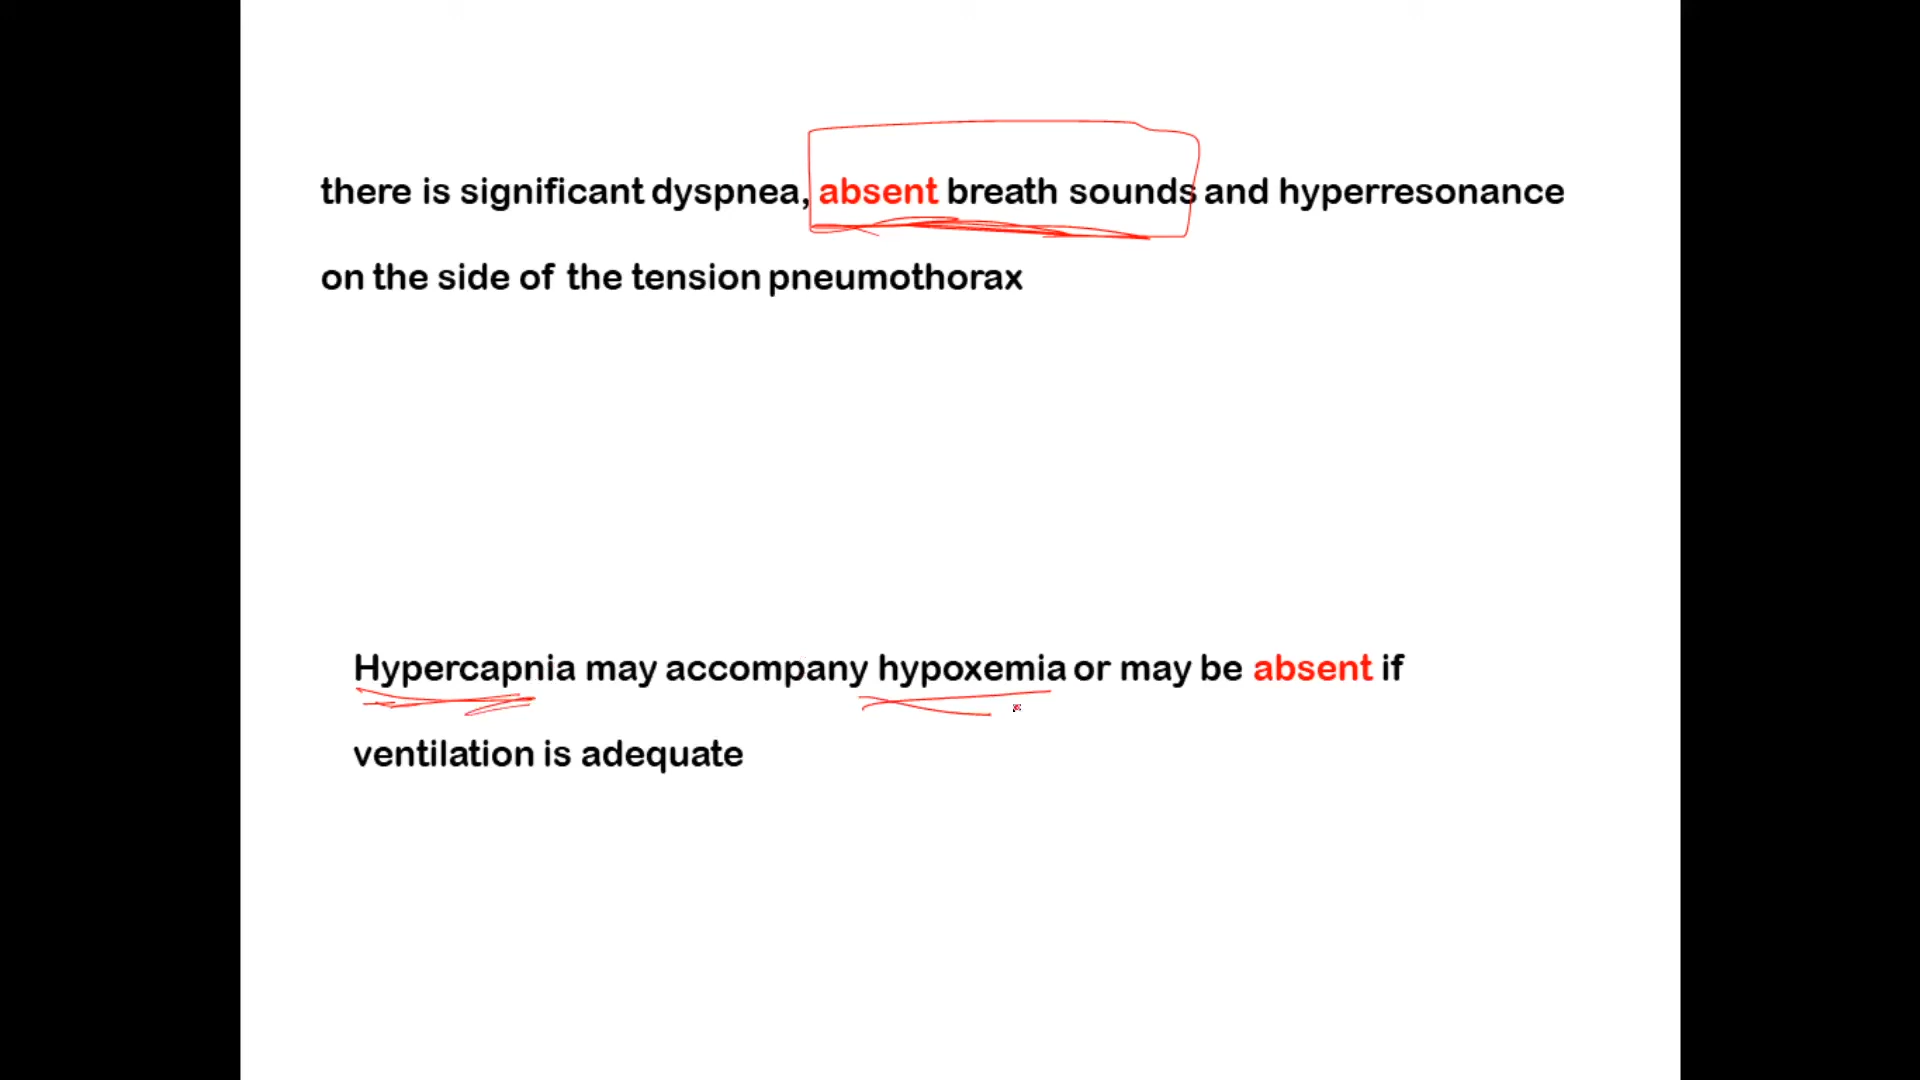 there is significant dyspnea, absent breath sounds and hyperresonance
on the side of the tension pneumothorax
Hypercapnia may accompany hypoxemia or may be absent if
ventilation is adequate